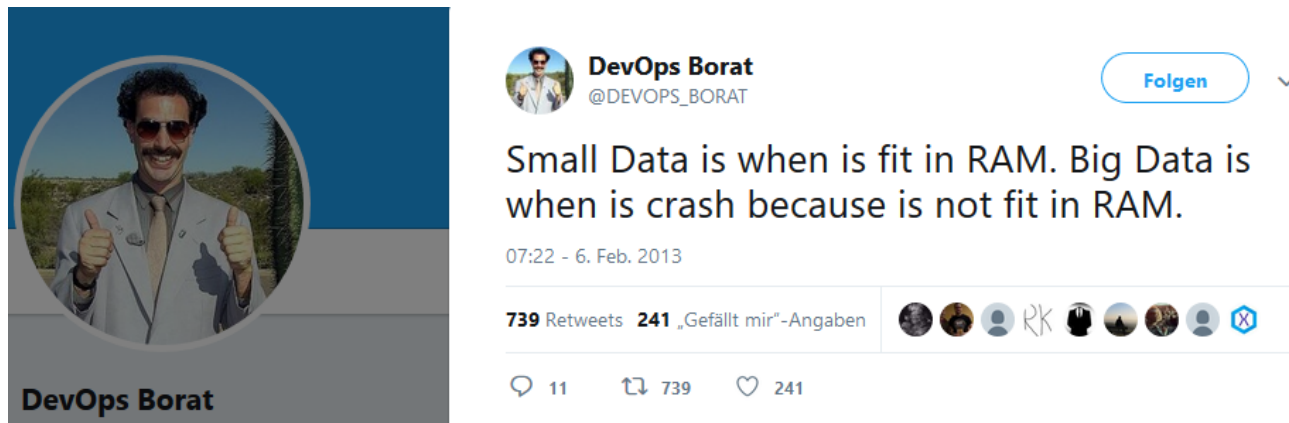 DevOps Borat
DevOps Borat
@DEVOPS_BORAT
Folgen
Small Data is when is fit in RAM. Big Data is
when is crash because is not fit in RAM.
07:22 - 6. Feb. 2013
739 Retweets 241 „Gefällt mir“-Angaben
RK
X
11 739 241